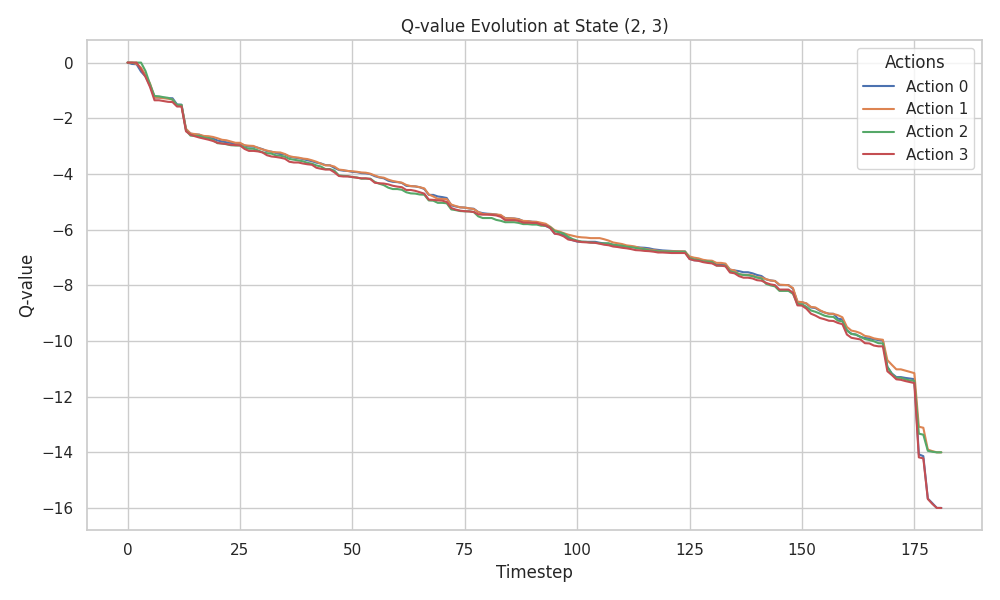 Q-value Evolution at State (2, 3)
Q-value
0
−2
−4
−6
−8
−10
−12
−14
−16
0 25 50 75 100 125 150 175
Timestep
Actions
Action 0
Action 1
Action 2
Action 3